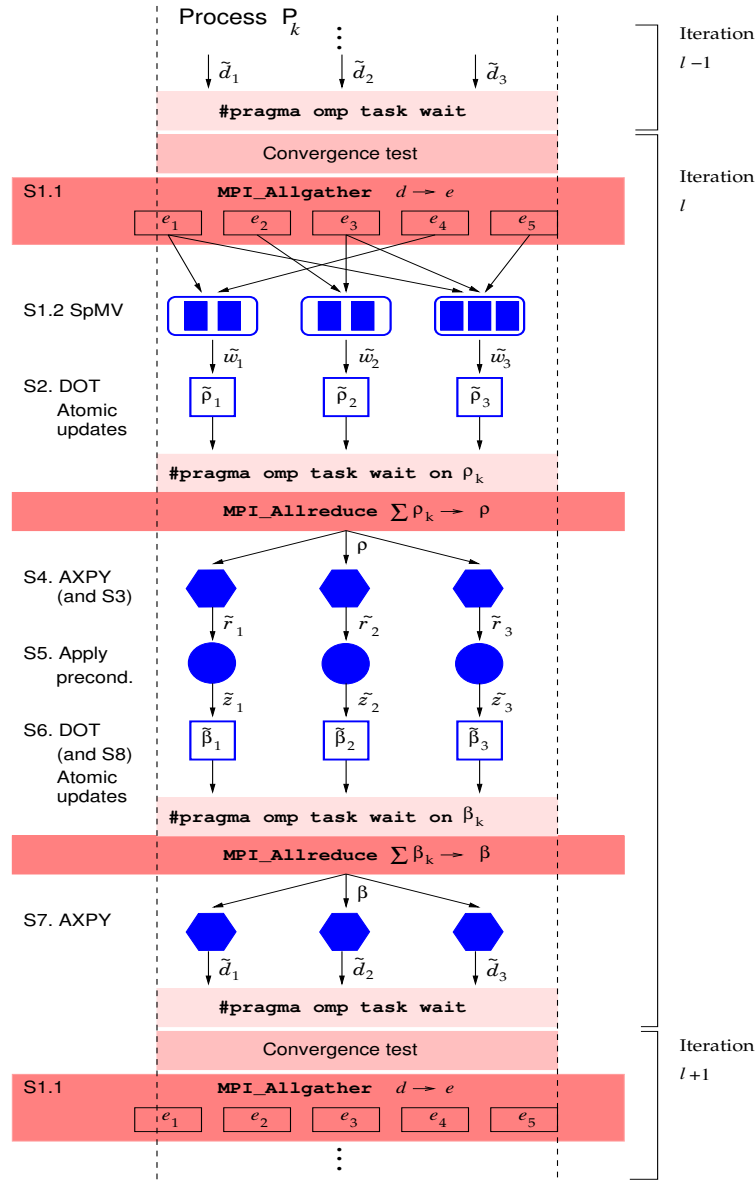 Process P_k
Iteration
l −1
⋮
d̃_1 d̃_2 d̃_3
#pragma omp task wait
Convergence test
S1.1 MPI_Allgather d → e
Iteration
l
e_1 e_2 e_3 e_4 e_5
S1.2 SpMV
w̃_1 w̃_2 w̃_3
S2. DOT
Atomic
updates
ρ̃_1 ρ̃_2 ρ̃_3
#pragma omp task wait on ρ_k
MPI_Allreduce ∑ ρ_k → ρ
ρ
S4. AXPY
(and S3)
r̃_1 r̃_2 r̃_3
S5. Apply
precond.
z̃_1 z̃_2 z̃_3
S6. DOT
(and S8)
Atomic
updates
β̃_1 β̃_2 β̃_3
#pragma omp task wait on β_k
MPI_Allreduce ∑ β_k → β
β
S7. AXPY
d̃_1 d̃_2 d̃_3
#pragma omp task wait
Convergence test
Iteration
l +1
S1.1 MPI_Allgather d → e
e_1 e_2 e_3 e_4 e_5
⋮